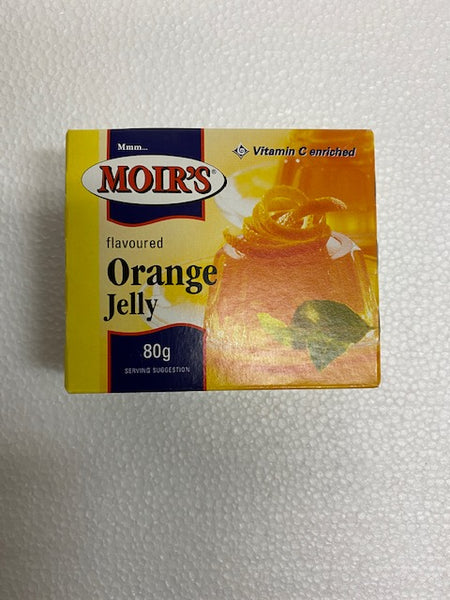 Mmm...
MOIR'S®
Vitamin C enriched
flavoured
Orange
Jelly
80g
SERVING SUGGESTION